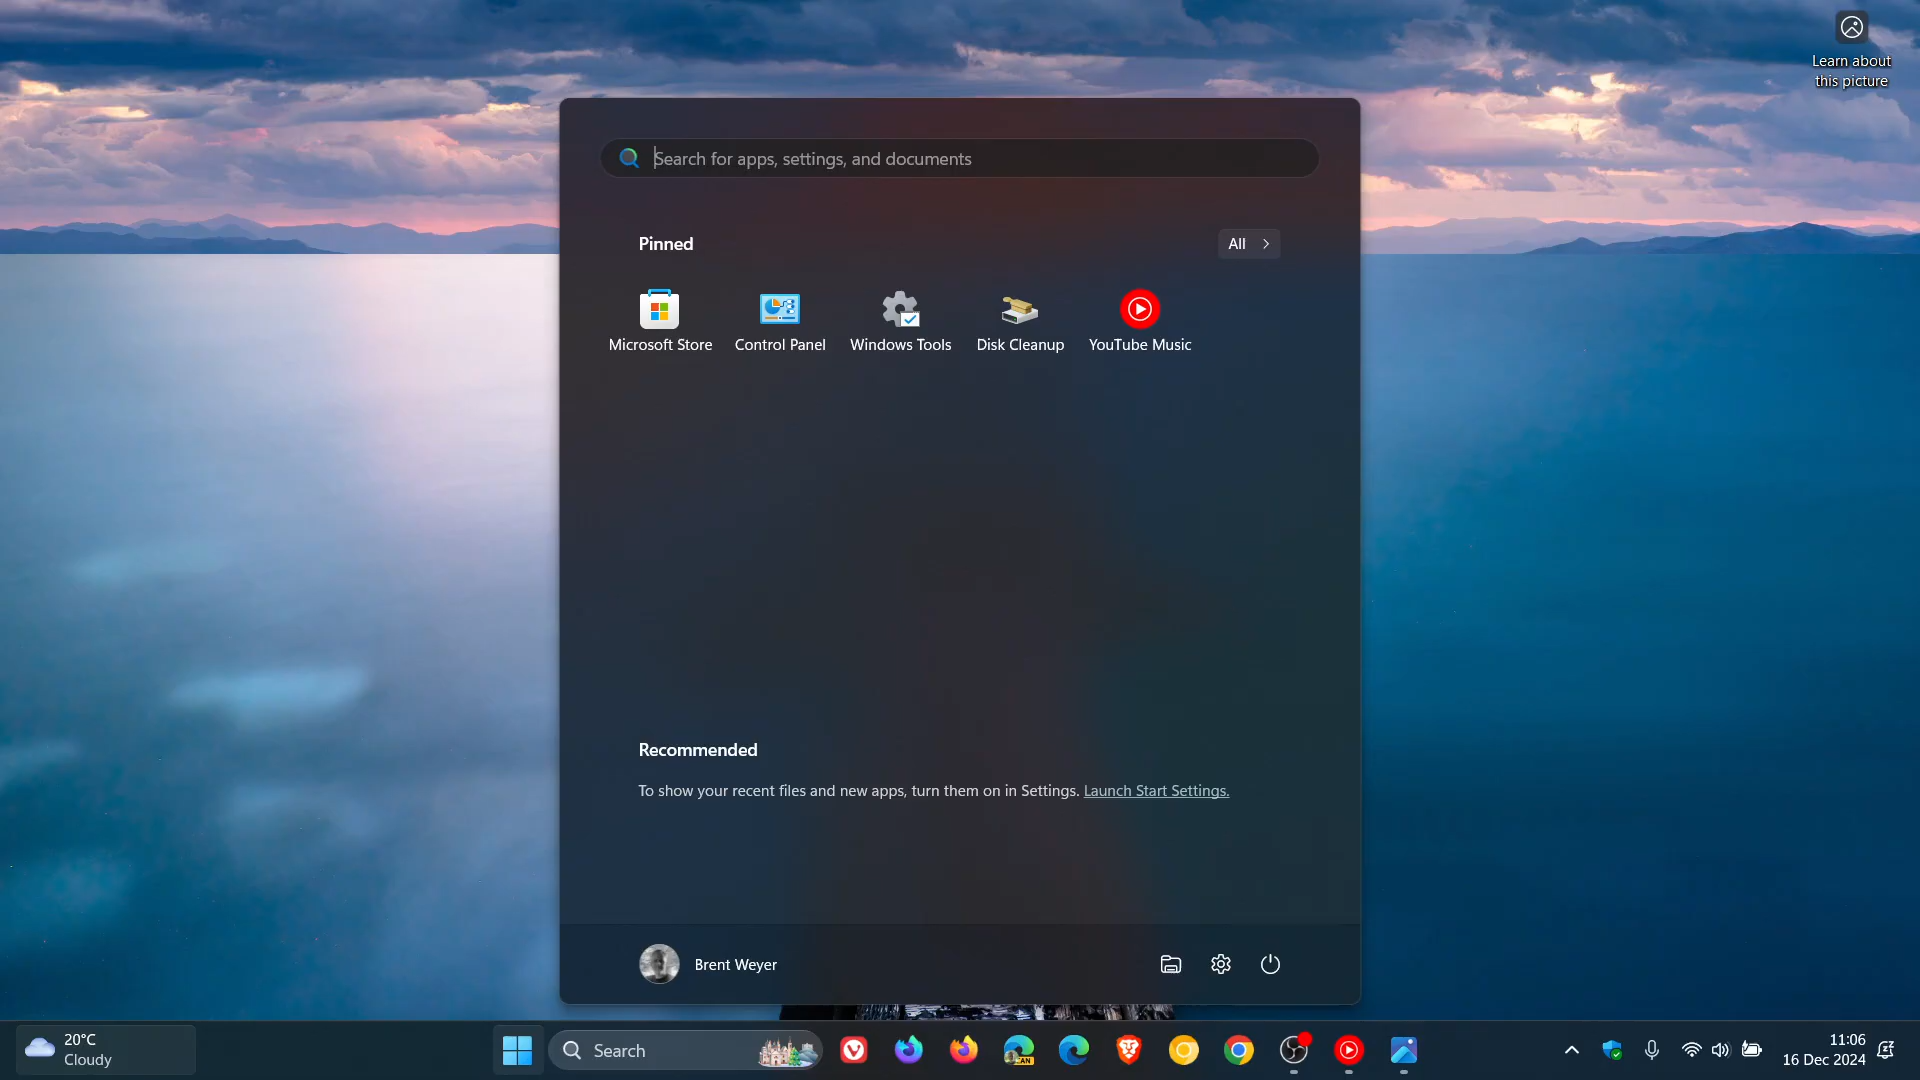 Learn about
this picture
Search for apps, settings, and documents
Pinned
All
Microsoft Store
Control Panel
Windows Tools
Disk Cleanup
YouTube Music
Recommended
To show your recent files and new apps, turn them on in Settings. Launch Start Settings.
Brent Weyer
20°C
Cloudy
Search
CAN
11:06
16 Dec 2024